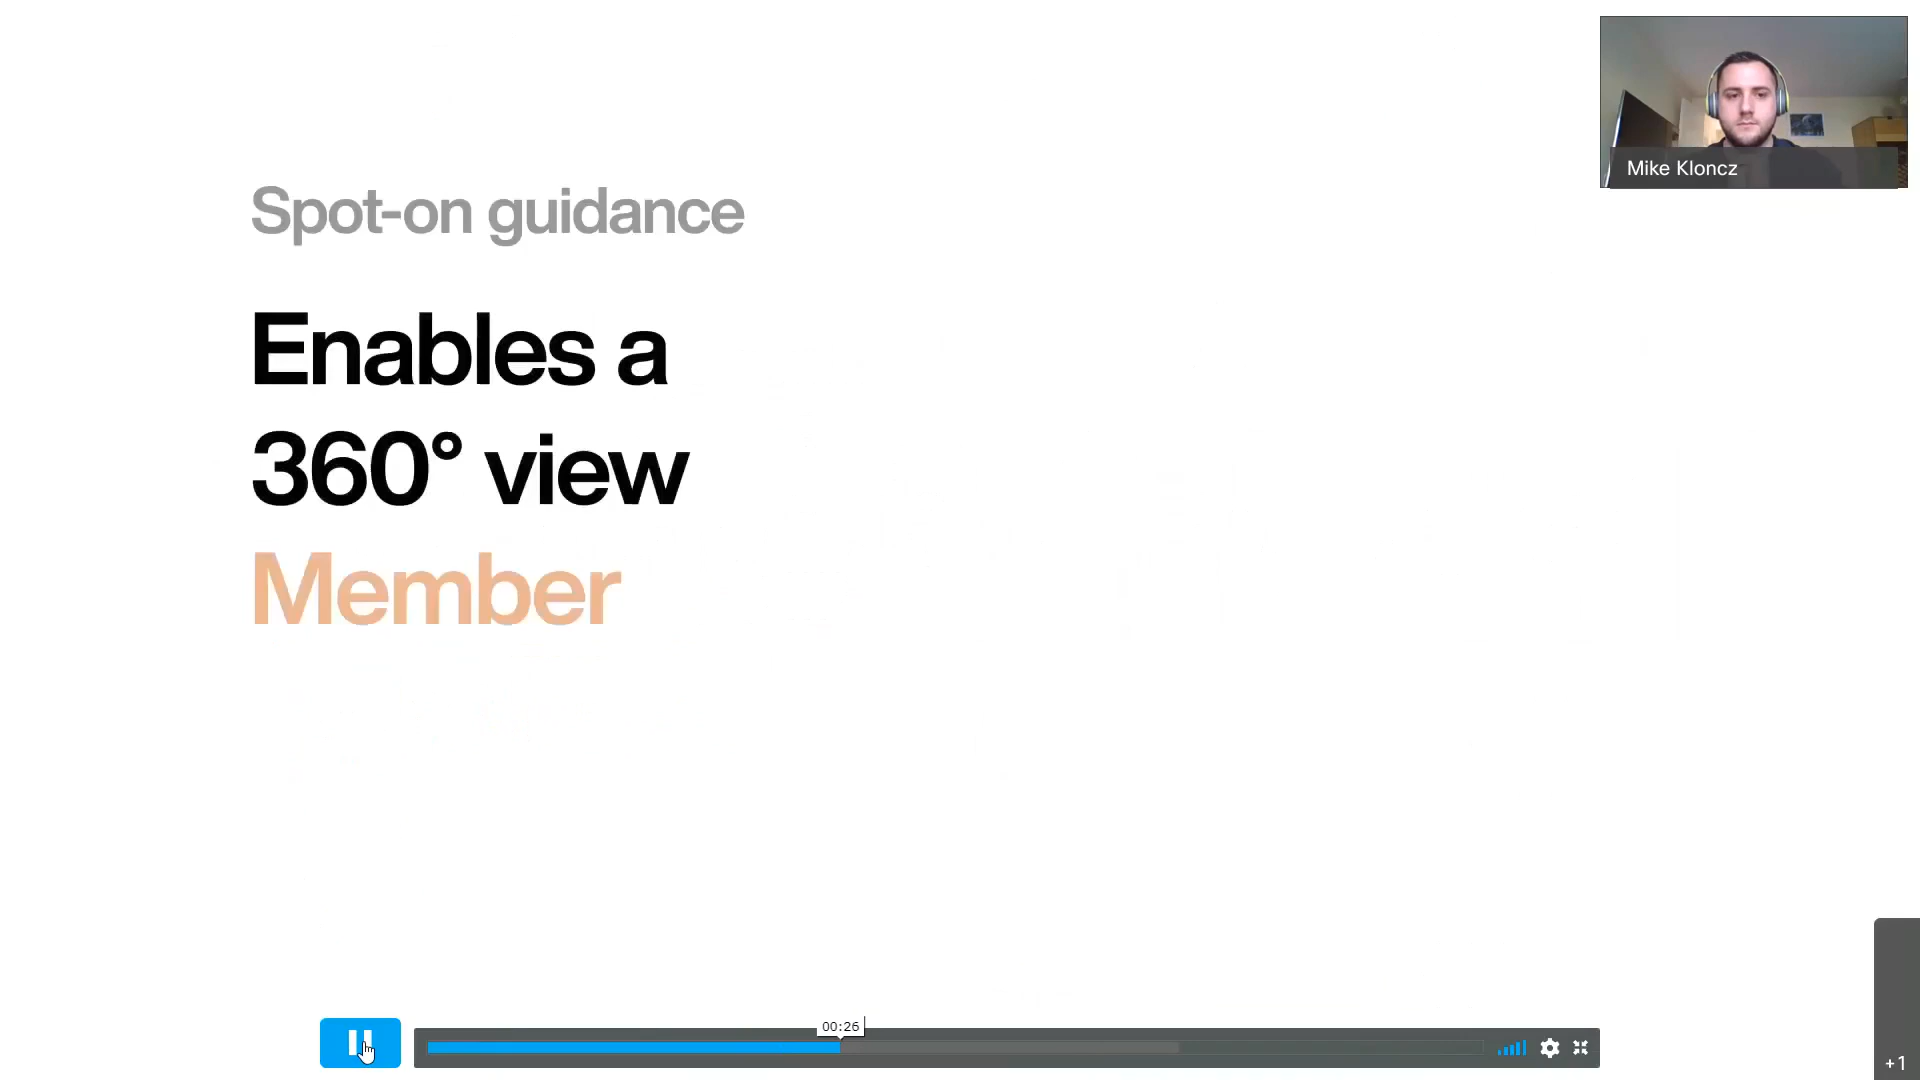 Mike Kloncz
Spot-on guidance
Enables a
360° view
Member
00:26
+1